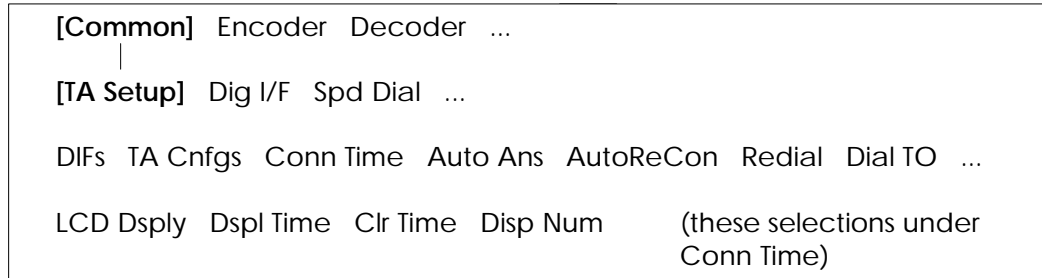 [Common] Encoder Decoder ...
[TA Setup] Dig I/F Spd Dial ...
DIFs TA Cnfgs Conn Time Auto Ans AutoReCon Redial Dial TO ...
LCD Dsply Dspl Time Clr Time Disp Num (these selections under
Conn Time)